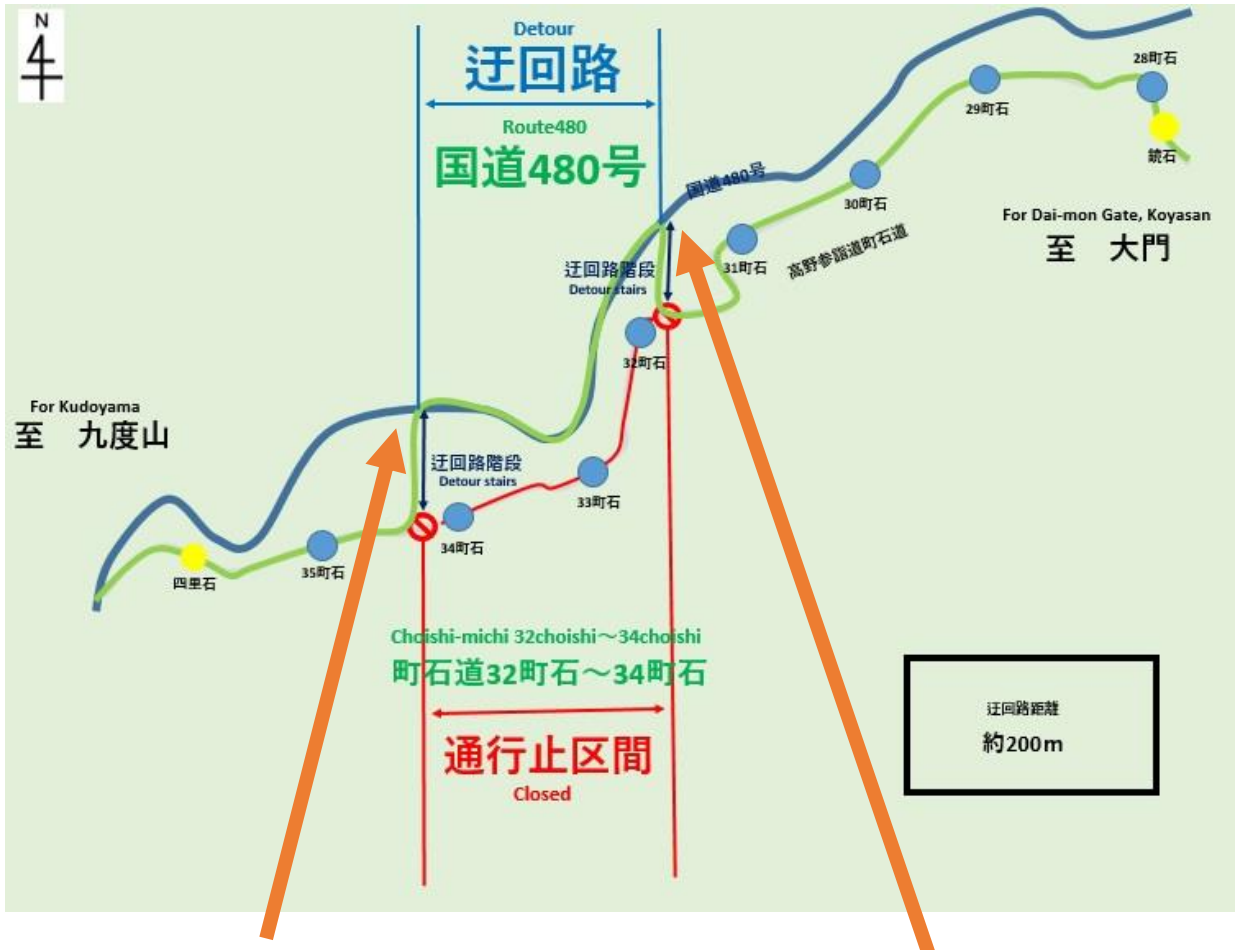 N
Detour
迂回路
Route480
国道480号
国道480号
28町石
29町石
鏡石
30町石
For Dai-mon Gate, Koyasan
至 大門
31町石
高野参詣道町石道
迂回路階段
Detour stairs
32町石
For Kudoyama
至 九度山
迂回路階段
Detour stairs
33町石
34町石
35町石
四里石
Choishi-michi 32choishi～34choishi
町石道32町石～34町石
通行止区間
Closed
迂回路距離
約200m